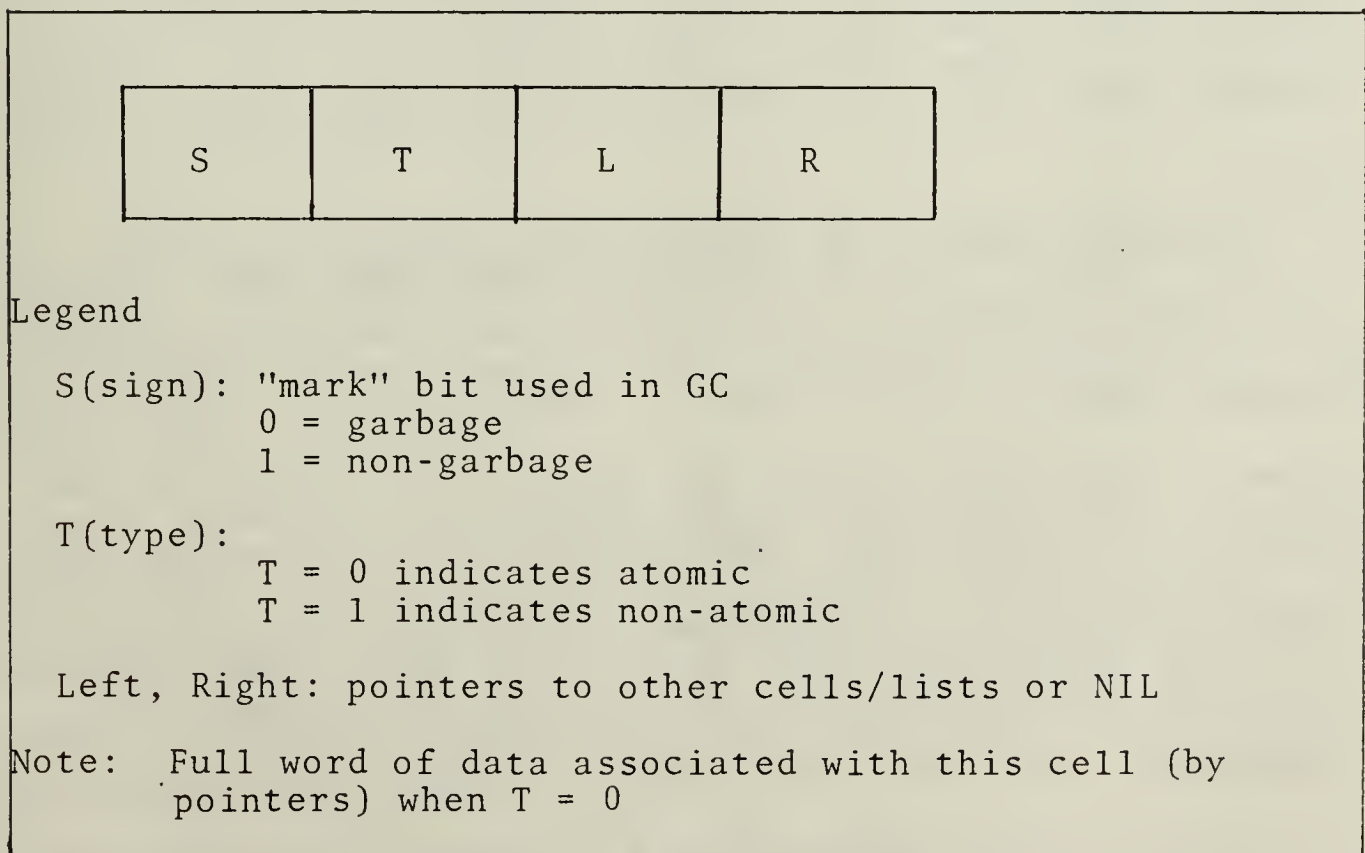 S T L R
Legend
S(sign): "mark" bit used in GC
0 = garbage
1 = non-garbage
T(type):
T = 0 indicates atomic
T = 1 indicates non-atomic
Left, Right: pointers to other cells/lists or NIL
Note: Full word of data associated with this cell (by
pointers) when T = 0